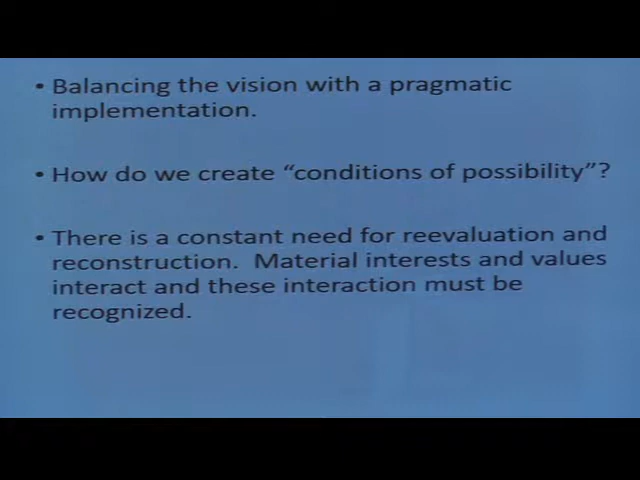 • Balancing the vision with a pragmatic
implementation.
• How do we create “conditions of possibility”?
• There is a constant need for reevaluation and
reconstruction.  Material interests and values
interact and these interaction must be
recognized.